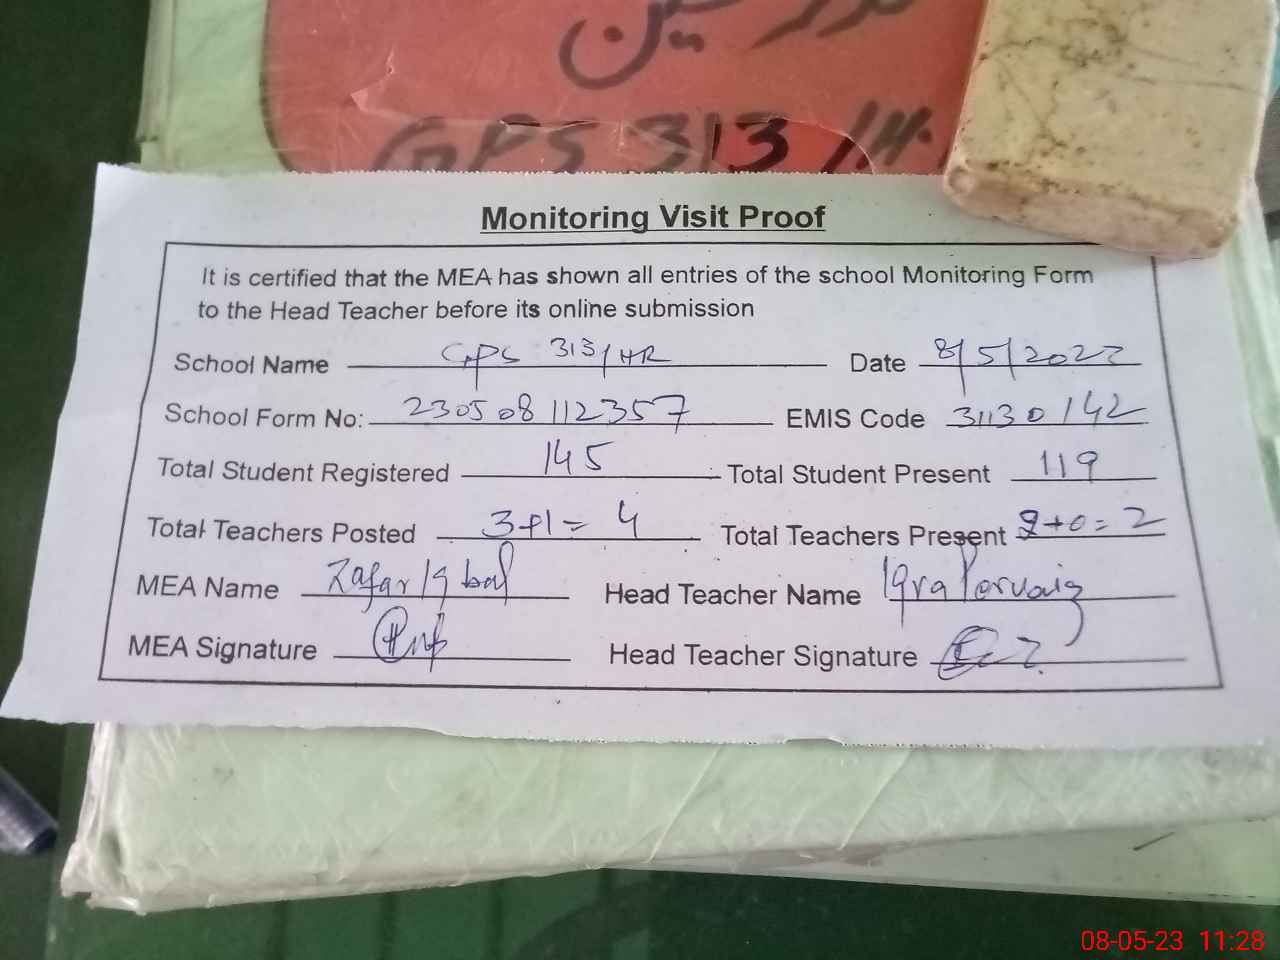 GPS 313/H.
Monitoring Visit Proof
It is certified that the MEA has shown all entries of the school Monitoring Form
to the Head Teacher before its online submission
School Name GPS 313/HR Date 8/5/2023
School Form No: 230508112357 EMIS Code 31130142
Total Student Registered 145 Total Student Present 119
Total Teachers Posted 3+1= 4 Total Teachers Present 2+0= 2
MEA Name Zafar Iqbal Head Teacher Name Iqra Parvaiz
MEA Signature Head Teacher Signature
08-05-23 11:28